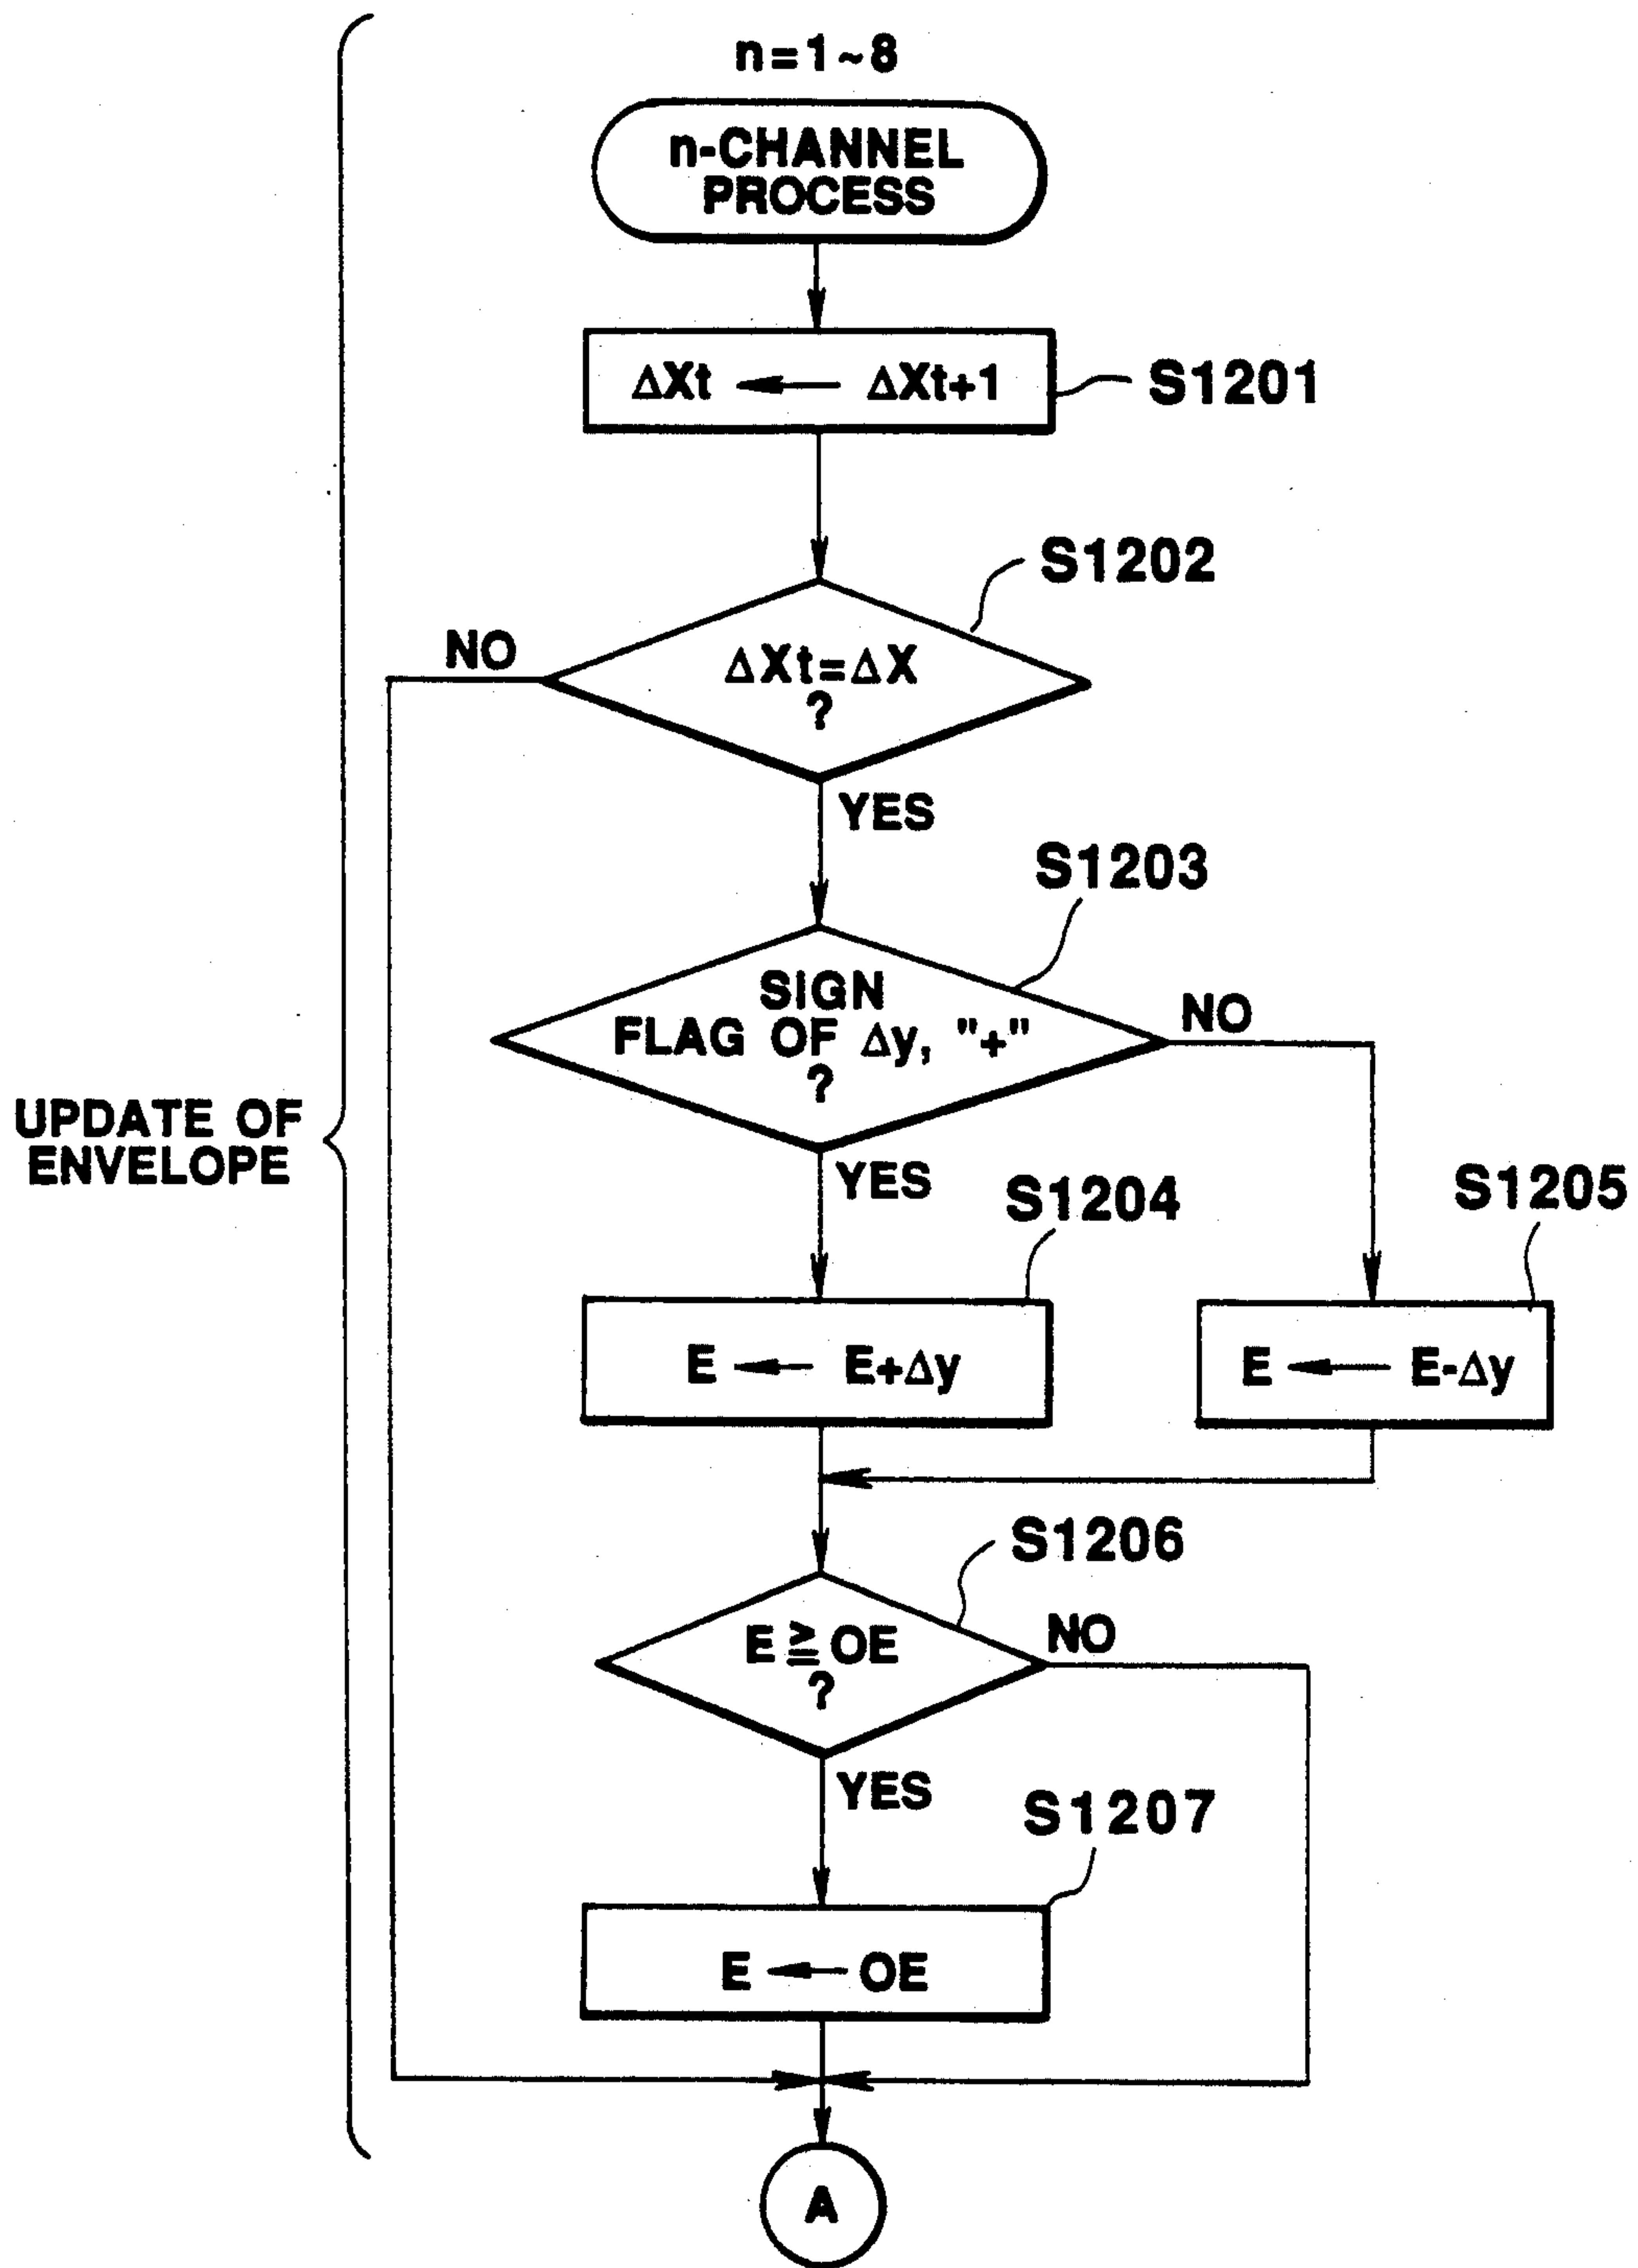 n=1~8
n-CHANNEL
PROCESS
ΔXt ← ΔXt+1
S1201
S1202
NO
ΔXt=ΔX
?
YES
S1203
SIGN
FLAG OF Δy, "+"
?
NO
UPDATE OF
ENVELOPE
YES
S1204
S1205
E ← E+Δy
E ← E-Δy
S1206
E ≧ OE
?
NO
YES
S1207
E ← OE
A